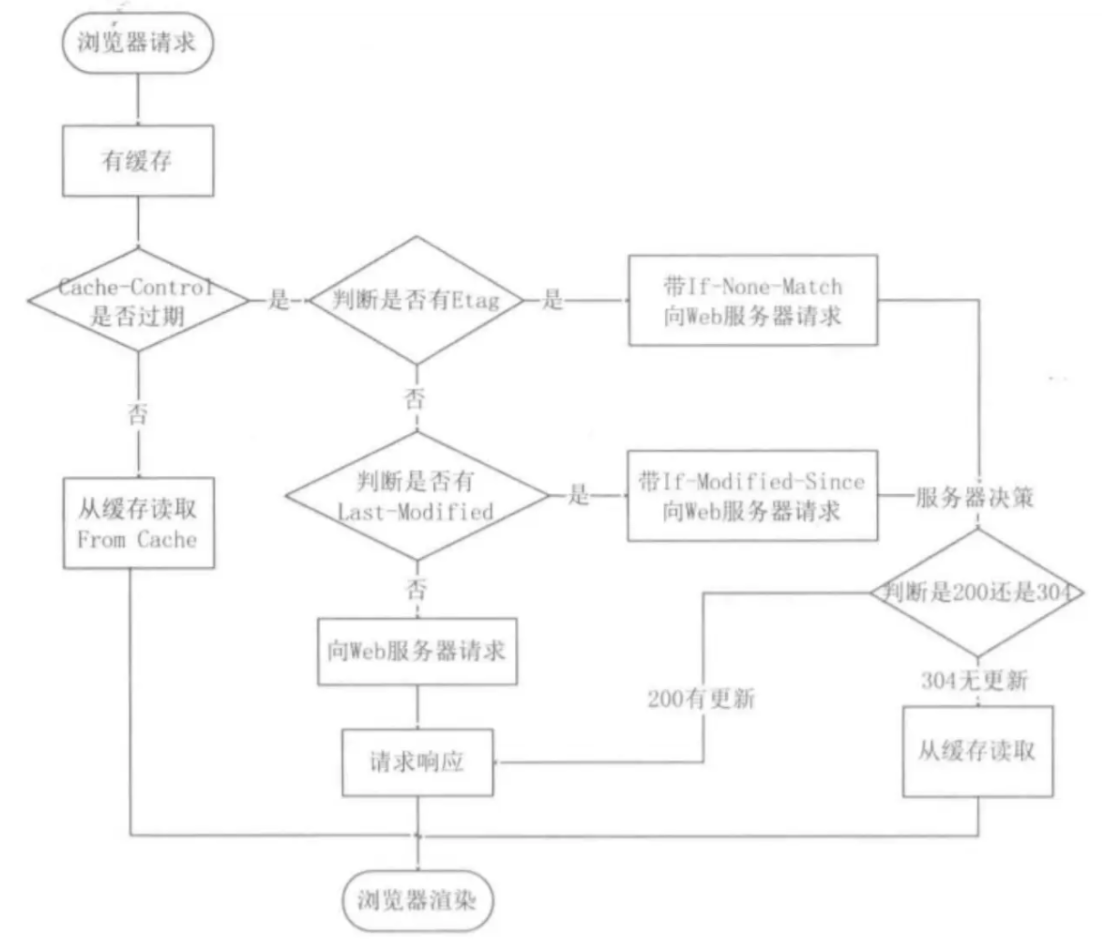 浏览器请求
有缓存
Cache-Control
是否过期
是
判断是否有Etag
是
带If-None-Match
向Web服务器请求
否
否
从缓存读取
From Cache
判断是否有
Last-Modified
是
带If-Modified-Since
向Web服务器请求
服务器决策
判断是200还是304
否
向Web服务器请求
200有更新
304无更新
请求响应
从缓存读取
浏览器渲染